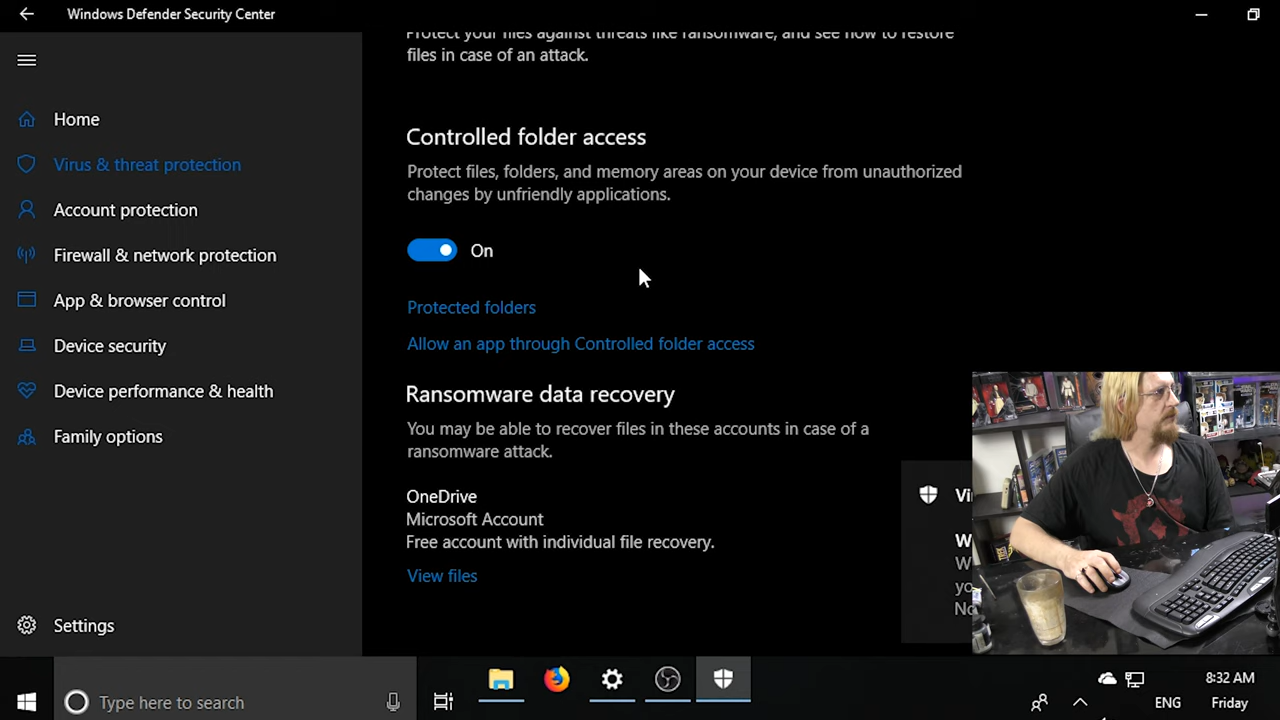 Windows Defender Security Center
Protect your files against threats like ransomware, and see how to restore
files in case of an attack.
Home
Virus & threat protection
Account protection
Firewall & network protection
App & browser control
Device security
Device performance & health
Family options
Settings
Controlled folder access
Protect files, folders, and memory areas on your device from unauthorized
changes by unfriendly applications.
On
Protected folders
Allow an app through Controlled folder access
Ransomware data recovery
You may be able to recover files in these accounts in case of a
ransomware attack.
OneDrive
Microsoft Account
Free account with individual file recovery.
View files
Type here to search
ENG
8:32 AM
Friday